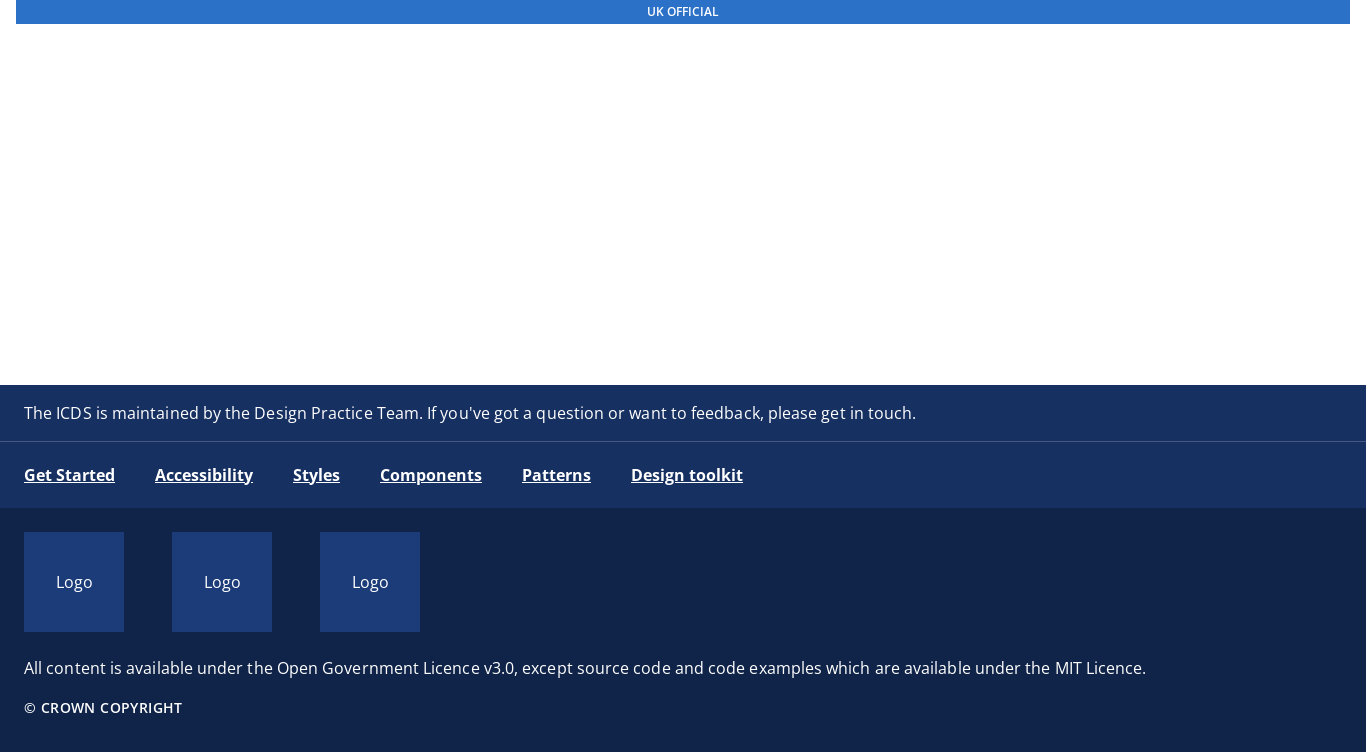 UK OFFICIAL
The ICDS is maintained by the Design Practice Team. If you've got a question or want to feedback, please get in touch.
Get Started Accessibility Styles Components Patterns Design toolkit
Logo Logo Logo
All content is available under the Open Government Licence v3.0, except source code and code examples which are available under the MIT Licence.
© CROWN COPYRIGHT